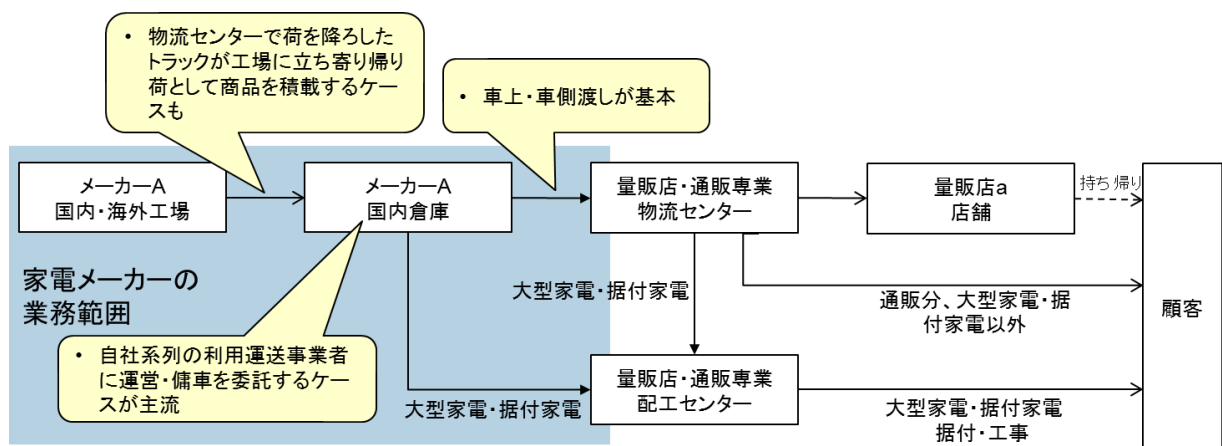 • 物流センターで荷を降ろした
トラックが工場に立ち寄り帰り
荷として商品を積載するケー
スも
• 車上・車側渡しが基本
メーカーA
国内・海外工場
メーカーA
国内倉庫
量販店・通販専業
物流センター
量販店a
店舗
持ち帰り
家電メーカーの
業務範囲
大型家電・据付家電
通販分、大型家電・据
付家電以外
顧客
• 自社系列の利用運送事業者
に運営・傭車を委託するケー
スが主流
大型家電・据付家電
量販店・通販専業
配工センター
大型家電・据付家電
据付・工事